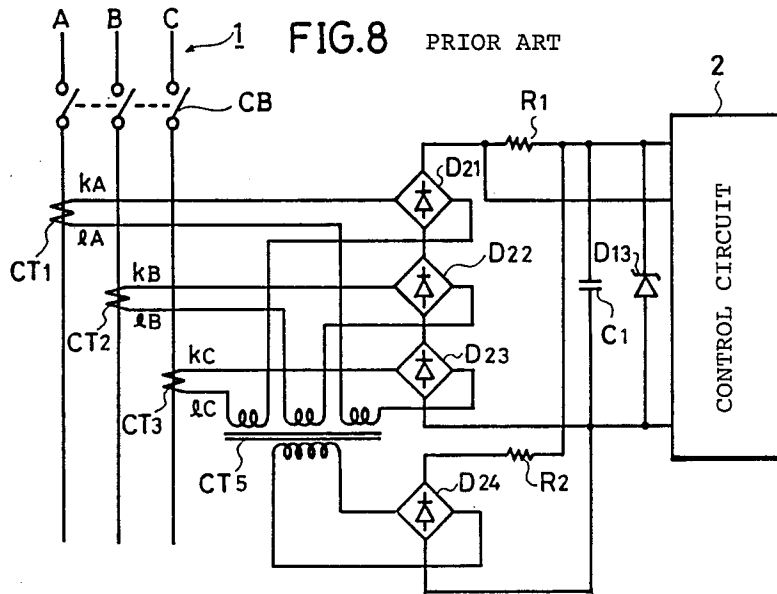 A B C
1
FIG.8 PRIOR ART
CB
2
R1
kA
D21
ℓA
CT1
kB
D22
D13
ℓB
CT2
C1
kC
D23
ℓC
CT3
CT5
D24
R2
CONTROL CIRCUIT